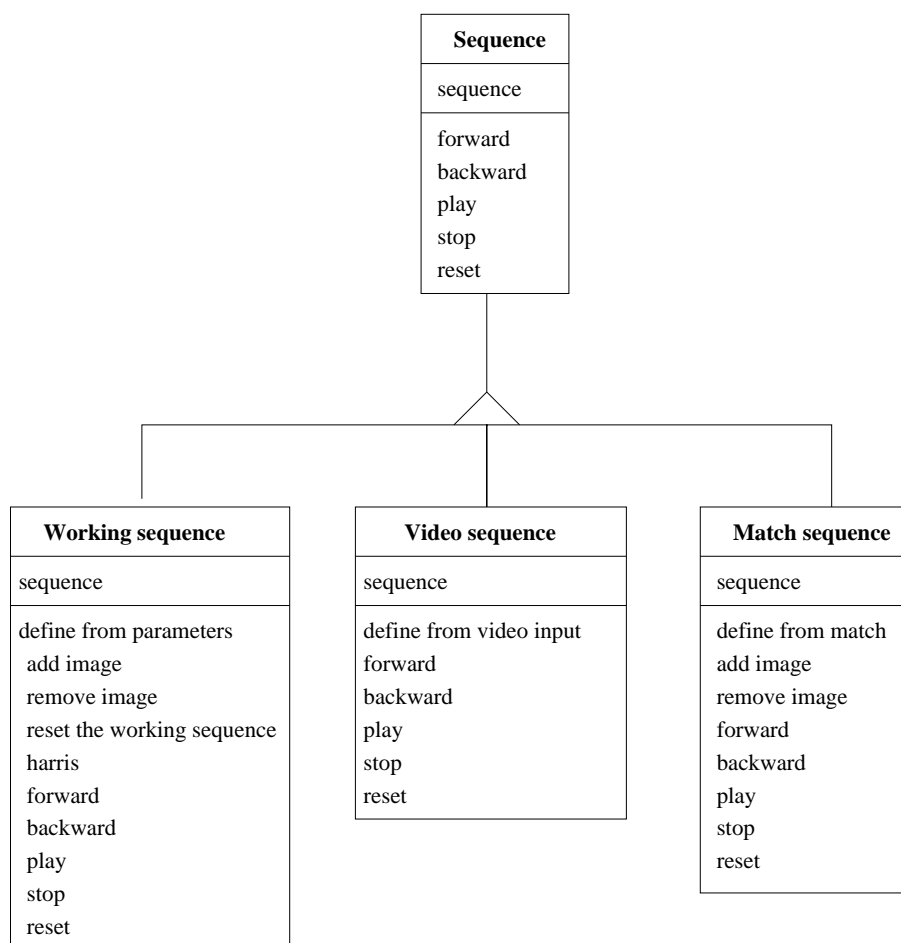 Sequence
sequence
forward
backward
play
stop
reset
Working sequence
sequence
define from parameters
add image
remove image
reset the working sequence
harris
forward
backward
play
stop
reset
Video sequence
sequence
define from video input
forward
backward
play
stop
reset
Match sequence
sequence
define from match
add image
remove image
forward
backward
play
stop
reset